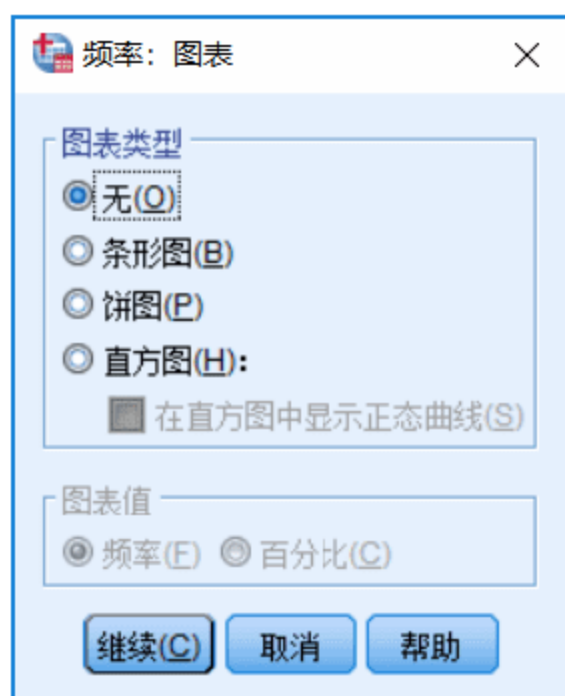 频率：图表
图表类型
无(O)
条形图(B)
饼图(P)
直方图(H):
在直方图中显示正态曲线(S)
图表值
频率(F) 百分比(C)
继续(C) 取消 帮助